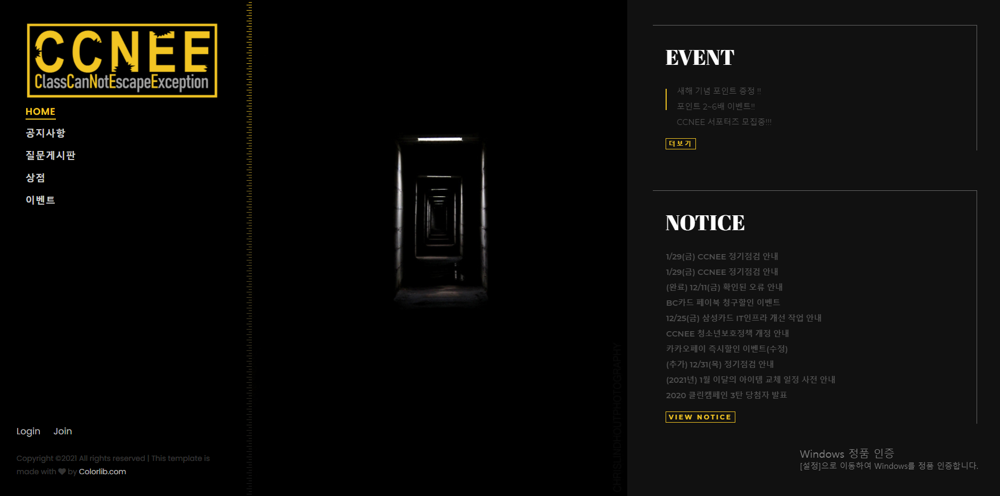 CCNEE
ClassCanNotEscapeException
HOME
공지사항
질문게시판
상점
이벤트
Login Join
Copyright ©2021 All rights reserved | This template is
made with ♥ by Colorlib.com
CHRISLINDHOUTPHOTOGRAPHY
EVENT
새해 기념 포인트 증정 !!
포인트 2~6배 이벤트!!
CCNEE 서포터즈 모집중!!!
더보기
NOTICE
1/29(금) CCNEE 정기점검 안내
1/29(금) CCNEE 정기점검 안내
(완료) 12/11(금) 확인된 오류 안내
BC카드 페이북 청구할인 이벤트
12/25(금) 삼성카드 IT인프라 개선 작업 안내
CCNEE 청소년보호정책 개정 안내
카카오페이 즉시할인 이벤트(수정)
(추가) 12/31(목) 정기점검 안내
(2021년) 1월 이달의 아이템 교체 일정 사전 안내
2020 클린캠페인 3탄 당첨자 발표
VIEW NOTICE
Windows 정품 인증
[설정]으로 이동하여 Windows를 정품 인증합니다.